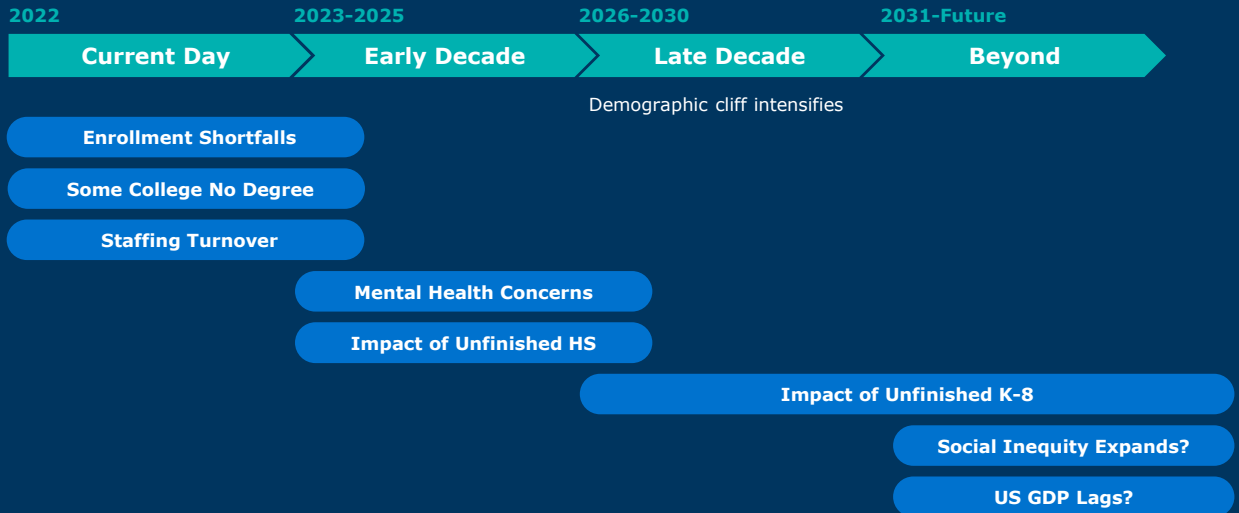 2022
2023-2025
2026-2030
2031-Future
Current Day
Early Decade
Late Decade
Beyond
Demographic cliff intensifies
Enrollment Shortfalls
Some College No Degree
Staffing Turnover
Mental Health Concerns
Impact of Unfinished HS
Impact of Unfinished K-8
Social Inequity Expands?
US GDP Lags?